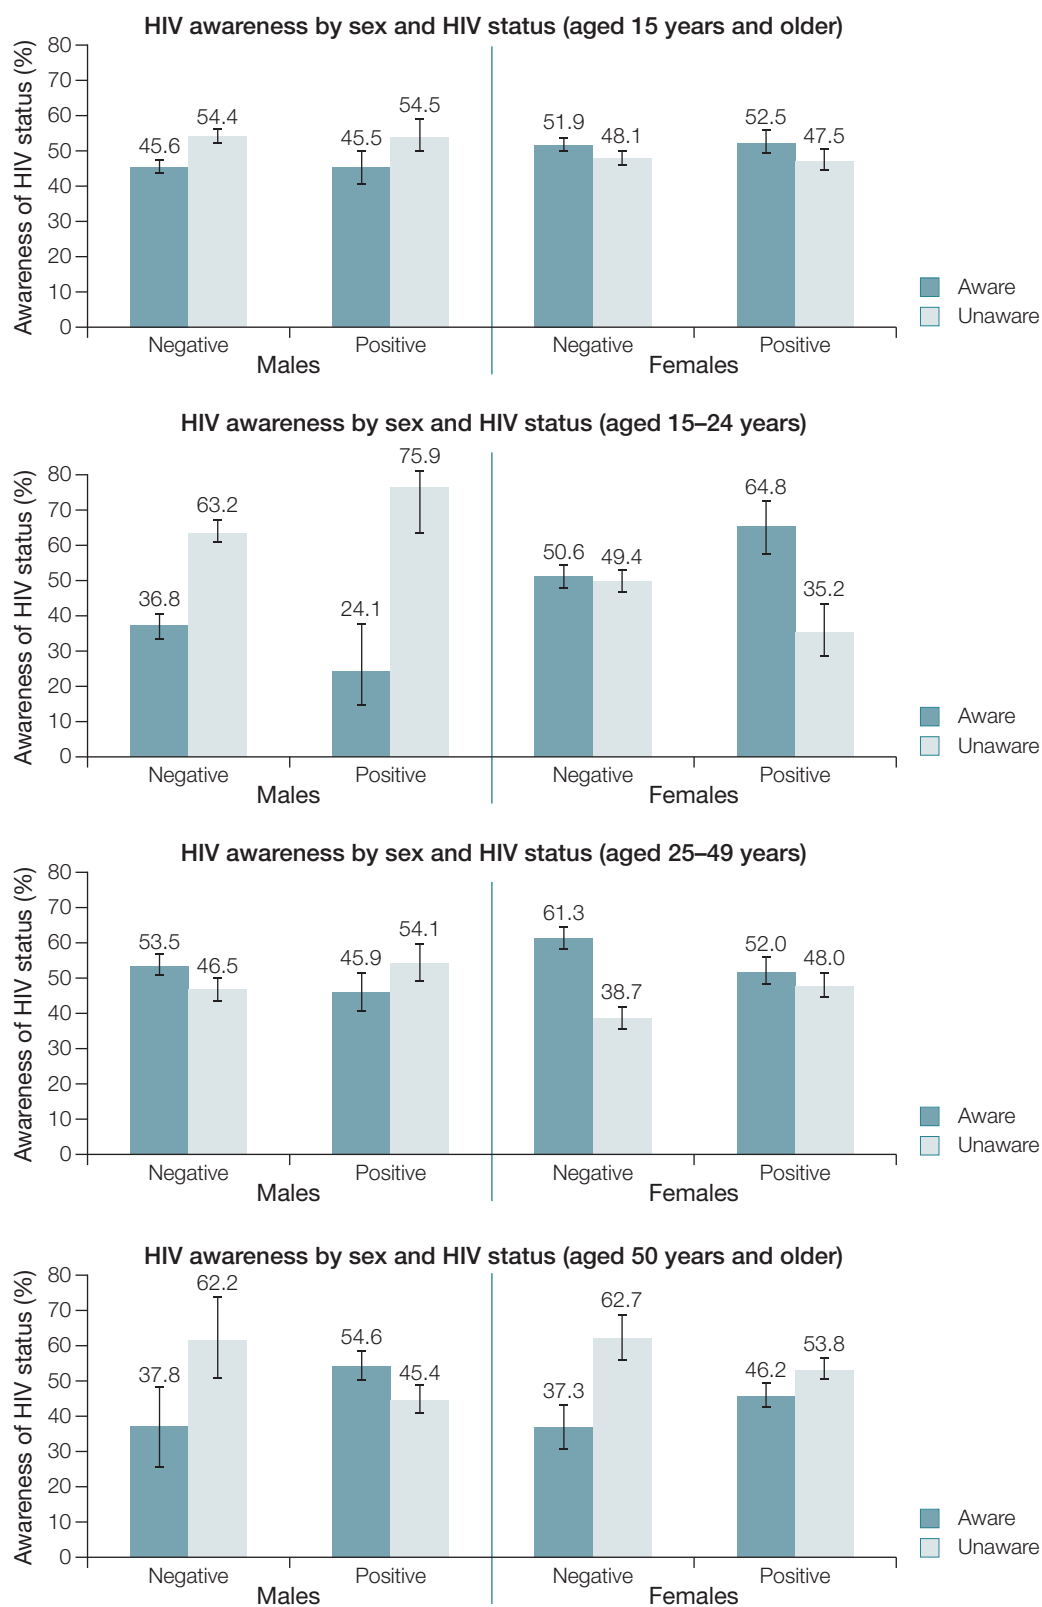 HIV awareness by sex and HIV status (aged 15 years and older)
Awareness of HIV status (%)
80
70
60
50
40
30
20
10
0
45.6
54.4
45.5
54.5
51.9
48.1
52.5
47.5
Negative
Positive
Negative
Positive
Males
Females
Aware
Unaware
HIV awareness by sex and HIV status (aged 15–24 years)
Awareness of HIV status (%)
80
70
60
50
40
30
20
10
0
36.8
63.2
24.1
75.9
50.6
49.4
64.8
35.2
Negative
Positive
Negative
Positive
Males
Females
Aware
Unaware
HIV awareness by sex and HIV status (aged 25–49 years)
Awareness of HIV status (%)
80
70
60
50
40
30
20
10
0
53.5
46.5
45.9
54.1
61.3
38.7
52.0
48.0
Negative
Positive
Negative
Positive
Males
Females
Aware
Unaware
HIV awareness by sex and HIV status (aged 50 years and older)
Awareness of HIV status (%)
80
70
60
50
40
30
20
10
0
37.8
62.2
54.6
45.4
37.3
62.7
46.2
53.8
Negative
Positive
Negative
Positive
Males
Females
Aware
Unaware